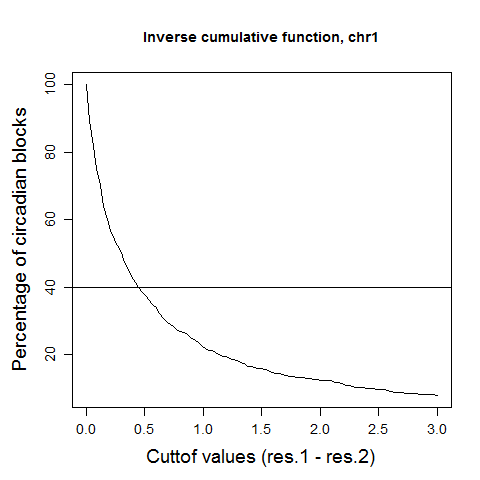 Inverse cumulative function, chr1
Percentage of circadian blocks
100
80
60
40
20
0.0 0.5 1.0 1.5 2.0 2.5 3.0
Cuttof values (res.1 - res.2)